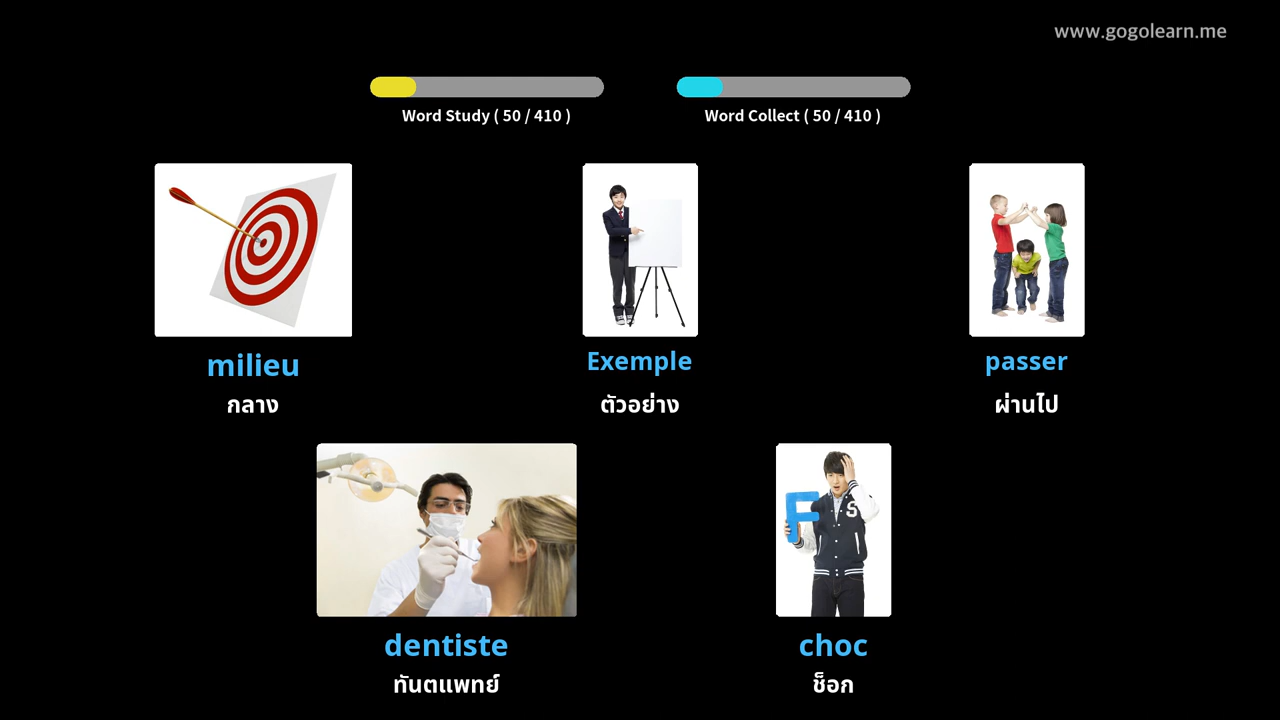 www.gogolearn.me
Word Study ( 50 / 410 )
Word Collect ( 50 / 410 )
milieu
กลาง
Exemple
ตัวอย่าง
passer
ผ่านไป
F
S
dentiste
ทันตแพทย์
choc
ช็อก